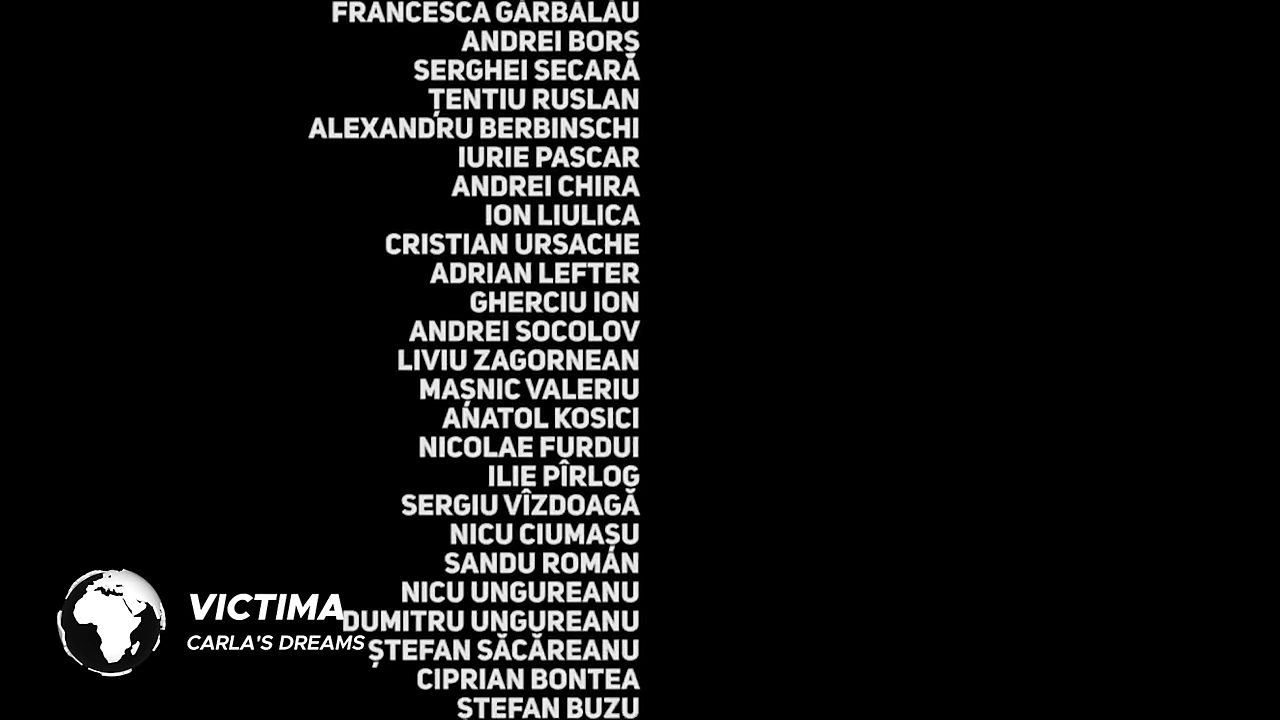 FRANCESCA GÂRBĂLĂU
ANDREI BORȘ
SERGHEI SECARĂ
ȚENTIU RUSLAN
ALEXANDRU BERBINSCHI
IURIE PASCAR
ANDREI CHIRA
ION LIULICA
CRISTIAN URSACHE
ADRIAN LEFTER
GHERCIU ION
ANDREI SOCOLOV
LIVIU ZAGORNEAN
MAȘNIC VALERIU
ANATOL KOSICI
NICOLAE FURDUI
ILIE PÎRLOG
SERGIU VÎZDOAGĂ
NICU CIUMAȘU
SANDU ROMAN
NICU UNGUREANU
DUMITRU UNGUREANU
ȘTEFAN SĂCĂREANU
CIPRIAN BONTEA
ȘTEFAN BUZU
VICTIMA
CARLA'S DREAMS